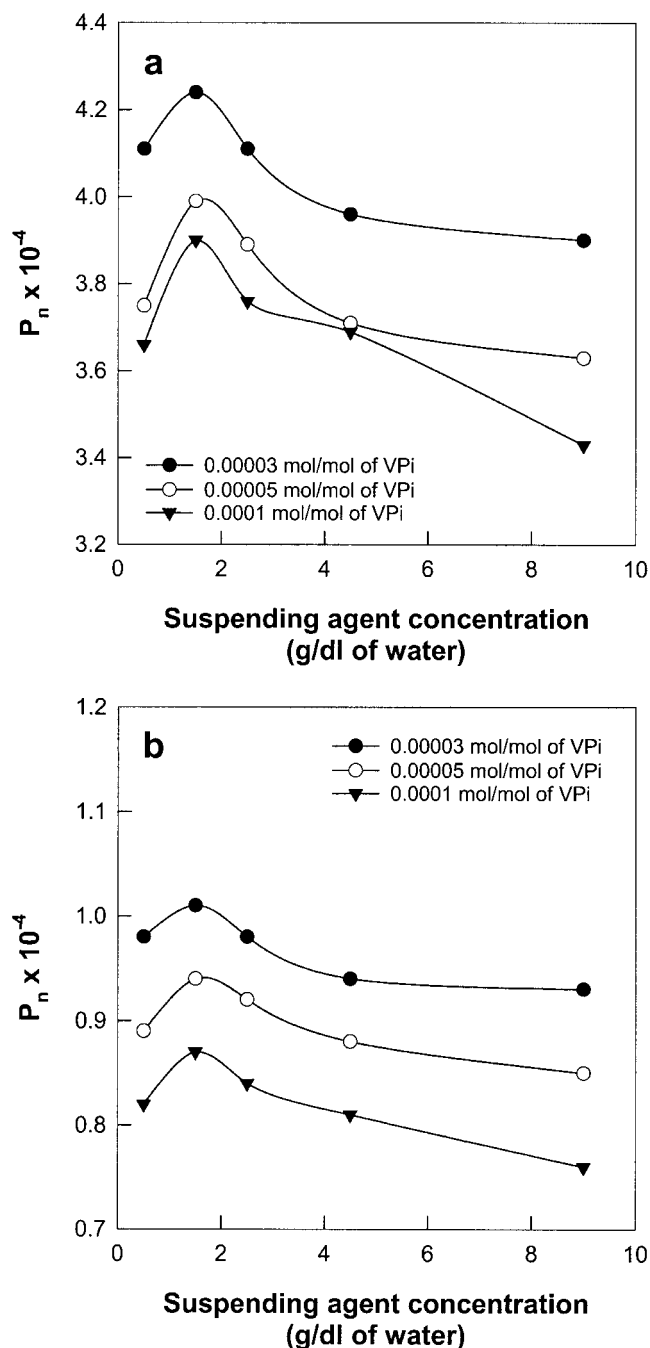 a
4.4
4.2
4.0
3.8
3.6
3.4
3.2
Pn x 10-4
0.00003 mol/mol of VPi
0.00005 mol/mol of VPi
0.0001 mol/mol of VPi
0 2 4 6 8 10
Suspending agent concentration
(g/dl of water)
b
1.2
1.1
1.0
0.9
0.8
0.7
Pn x 10-4
0.00003 mol/mol of VPi
0.00005 mol/mol of VPi
0.0001 mol/mol of VPi
0 2 4 6 8 10
Suspending agent concentration
(g/dl of water)